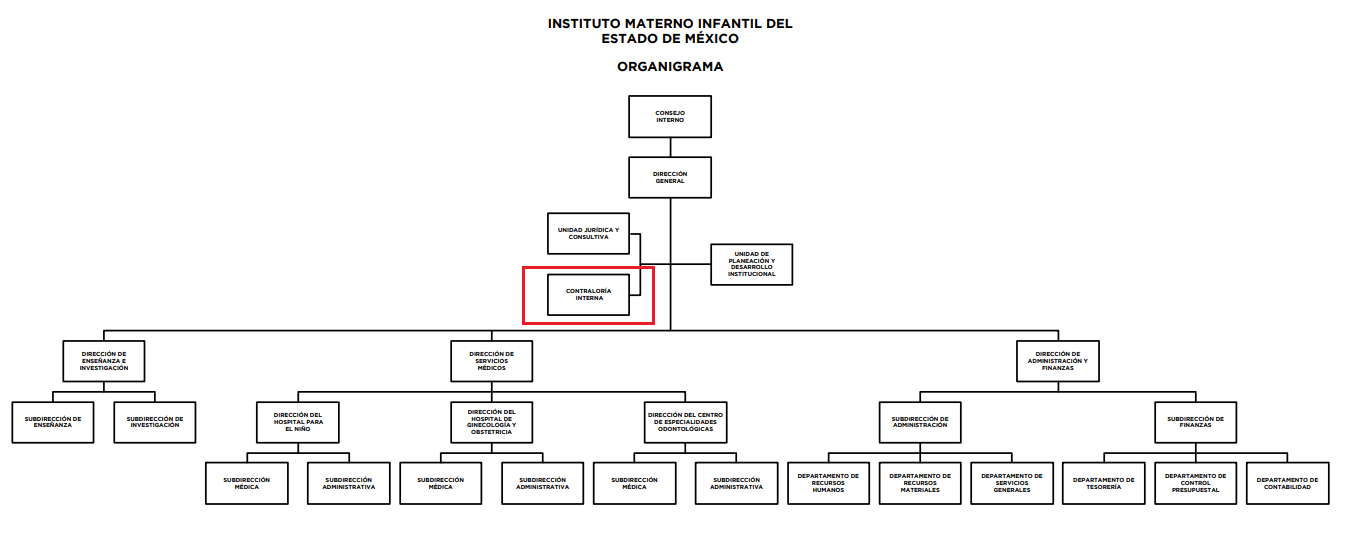 INSTITUTO MATERNO INFANTIL DEL
ESTADO DE MÉXICO
ORGANIGRAMA
CONSEJO
INTERNO
DIRECCIÓN
GENERAL
UNIDAD JURÍDICA Y
CONSULTIVA
UNIDAD DE
PLANEACIÓN Y
DESARROLLO
INSTITUCIONAL
CONTRALORÍA
INTERNA
DIRECCIÓN DE
ENSEÑANZA E
INVESTIGACIÓN
DIRECCIÓN DE
SERVICIOS
MÉDICOS
DIRECCIÓN DE
ADMINISTRACIÓN Y
FINANZAS
SUBDIRECCIÓN DE
ENSEÑANZA
SUBDIRECCIÓN DE
INVESTIGACIÓN
DIRECCIÓN DEL
HOSPITAL PARA
EL NIÑO
DIRECCIÓN DEL
HOSPITAL DE
GINECOLOGÍA Y
OBSTETRICIA
DIRECCIÓN DEL CENTRO
DE ESPECIALIDADES
ODONTOLÓGICAS
SUBDIRECCIÓN DE
ADMINISTRACIÓN
SUBDIRECCIÓN DE
FINANZAS
SUBDIRECCIÓN
MÉDICA
SUBDIRECCIÓN
ADMINISTRATIVA
SUBDIRECCIÓN
MÉDICA
SUBDIRECCIÓN
ADMINISTRATIVA
SUBDIRECCIÓN
MÉDICA
SUBDIRECCIÓN
ADMINISTRATIVA
DEPARTAMENTO DE
RECURSOS
HUMANOS
DEPARTAMENTO DE
RECURSOS
MATERIALES
DEPARTAMENTO DE
SERVICIOS
GENERALES
DEPARTAMENTO DE
TESORERÍA
DEPARTAMENTO DE
CONTROL
PRESUPUESTAL
DEPARTAMENTO DE
CONTABILIDAD